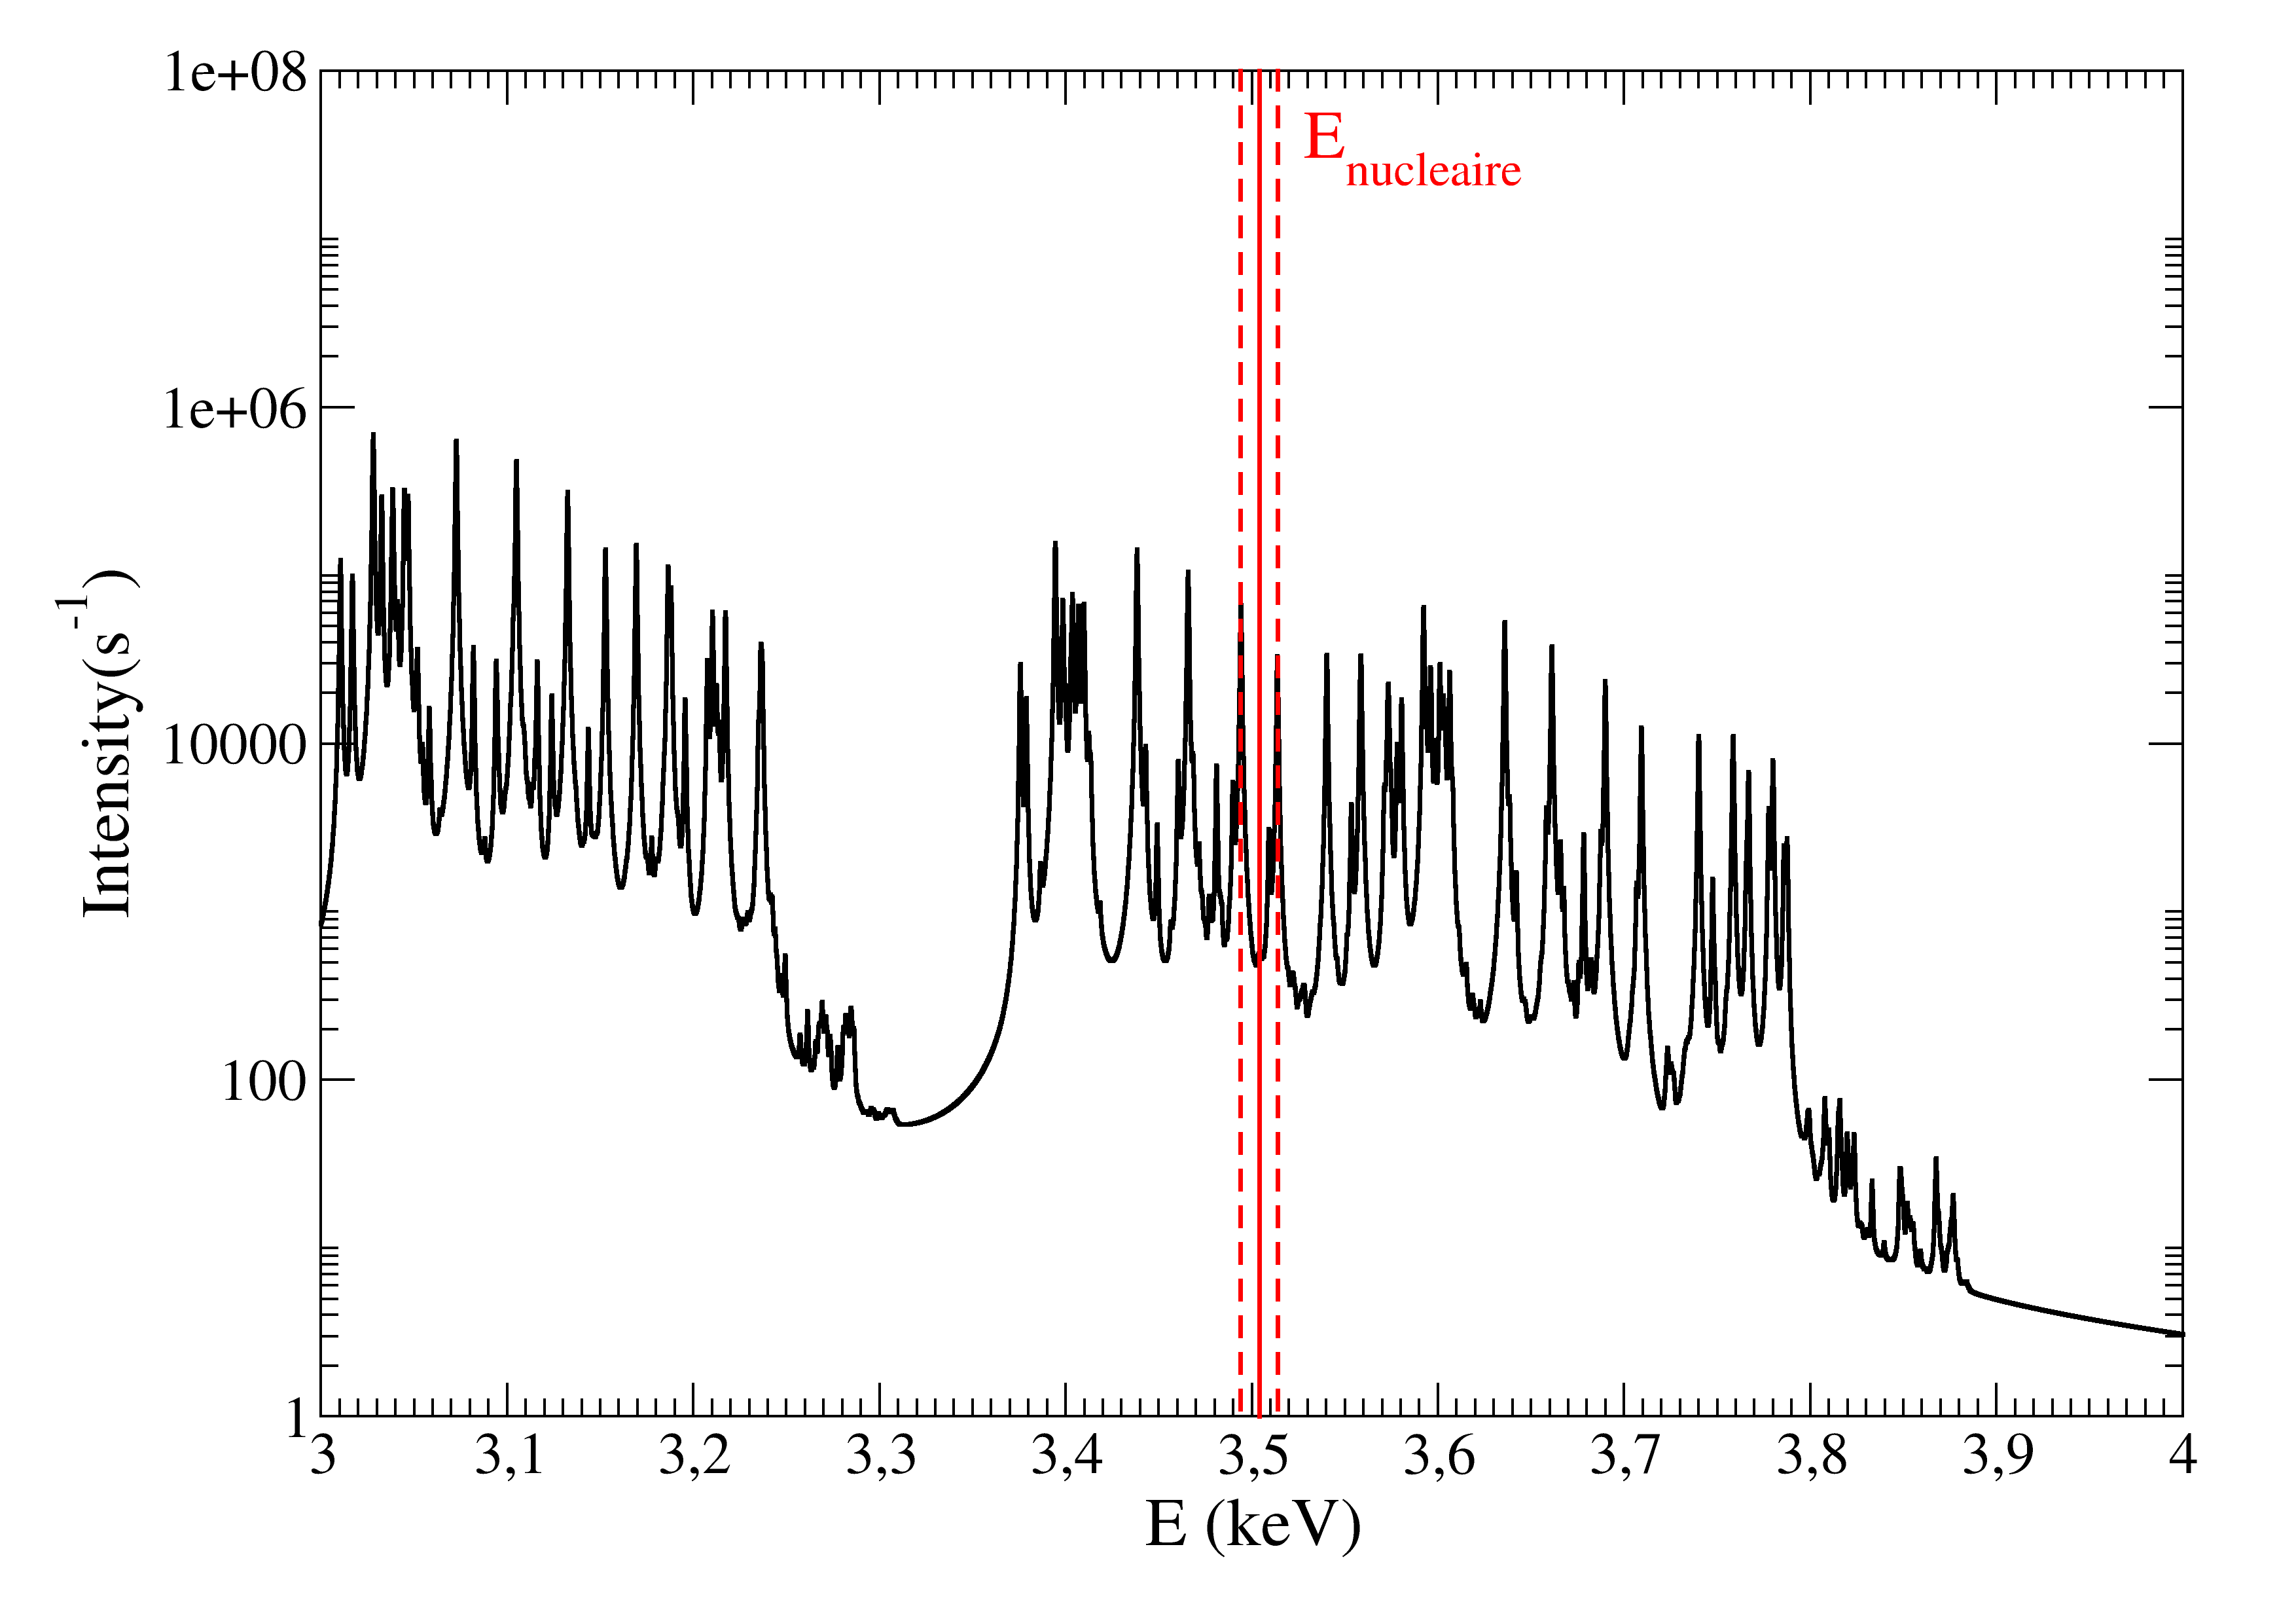 1e+08
E_nucleaire
1e+06
Intensity(s^-1)
10000
100
1
3 3,1 3,2 3,3 3,4 3,5 3,6 3,7 3,8 3,9 4
E (keV)